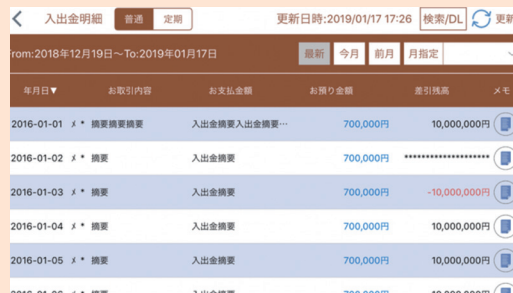 入出金明細 普通 定期 更新日時:2019/01/17 17:26 検索/DL 更新
From:2018年12月19日～To:2019年01月17日 最新 今月 前月 月指定
年月日▼ お取引内容 お支払金額 お預り金額 差引残高 メモ
2016-01-01 〆 * 摘要摘要摘要 入出金摘要入出金摘要… 700,000円 10,000,000円
2016-01-02 〆 * 摘要 入出金摘要 700,000円 ********************
2016-01-03 〆 * 摘要 入出金摘要 700,000円 -10,000,000円
2016-01-04 〆 * 摘要 入出金摘要 700,000円 10,000,000円
2016-01-05 〆 * 摘要 入出金摘要 700,000円 10,000,000円